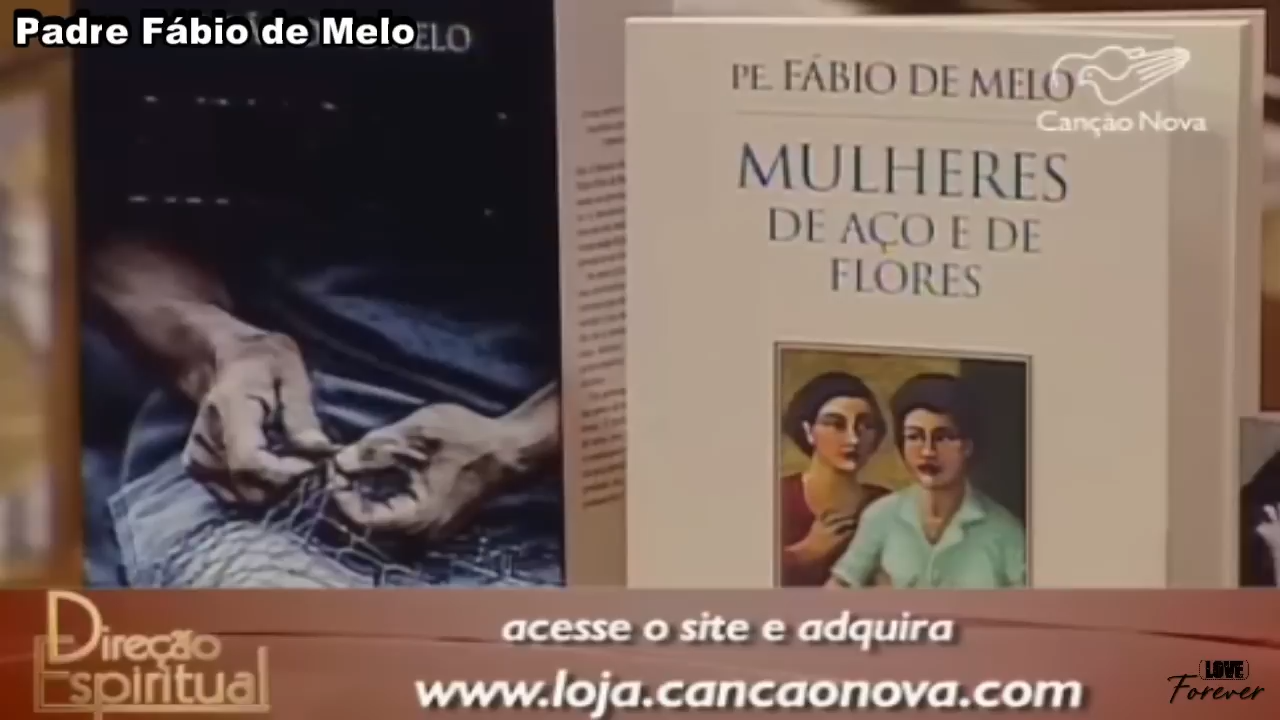 Padre Fábio de Melo
MELO
PE. FÁBIO DE MELO
Canção Nova
MULHERES
DE AÇO E DE
FLORES
Direção
Espiritual
acesse o site e adquira
www.loja.cancaonova.com
LOVE
Forever